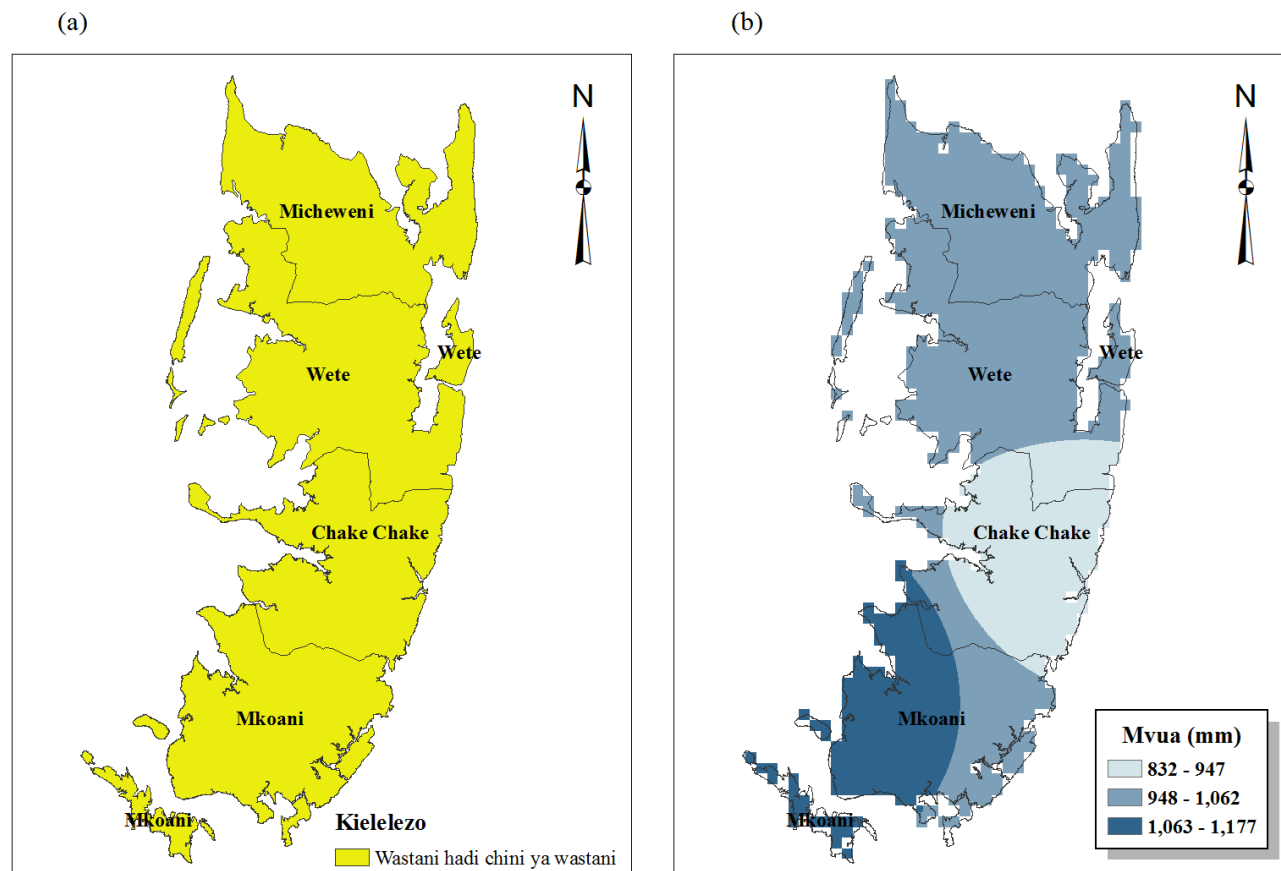 (a)
N
Micheweni
Wete
Wete
Chake Chake
Mkoani
Mkoani
Kielelezo
Wastani hadi chini ya wastani
(b)
N
Micheweni
Wete
Wete
Chake Chake
Mkoani
Mkoani
Mvua (mm)
832 - 947
948 - 1,062
1,063 - 1,177